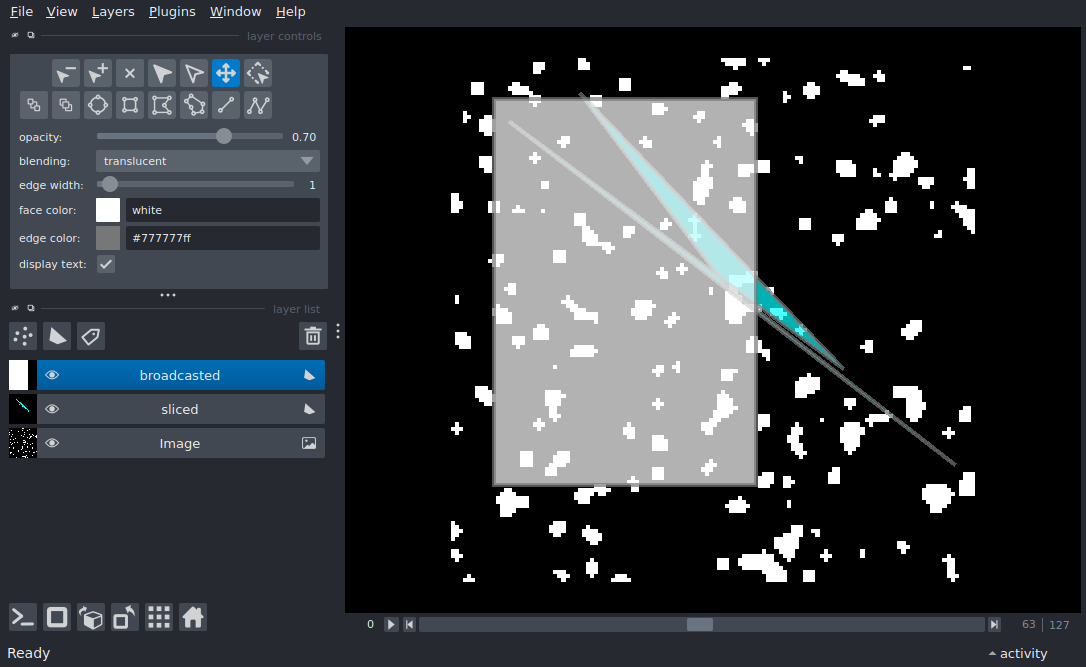 File View Layers Plugins Window Help
layer controls
opacity: 0.70
blending: translucent
edge width: 1
face color: white
edge color: #777777ff
display text:
layer list
broadcasted
sliced
Image
0 63 127
Ready activity